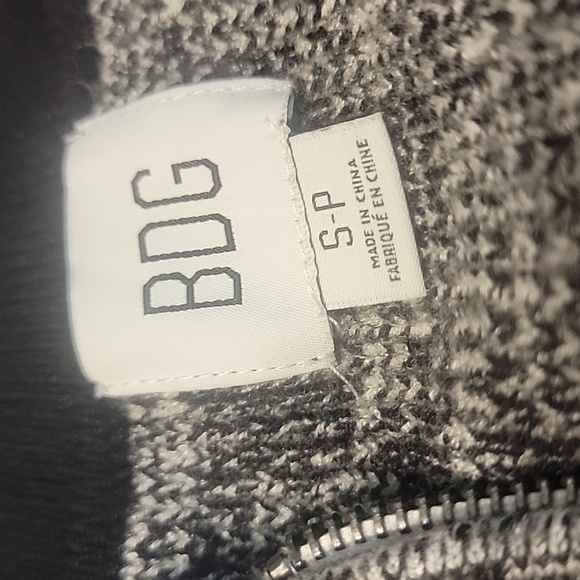 BDG
S-P
MADE IN CHINA
FABRIQUÉ EN CHINE